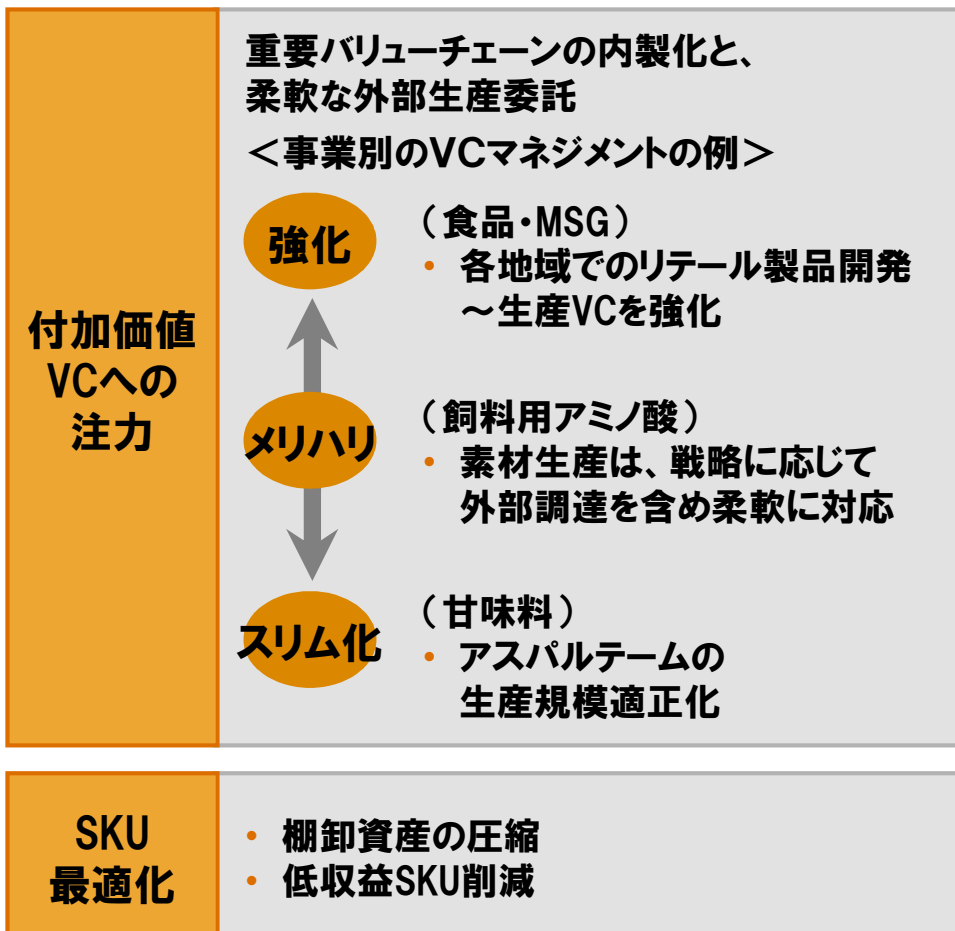 付加価値
VCへの
注力
重要バリューチェーンの内製化と、
柔軟な外部生産委託
＜事業別のVCマネジメントの例＞
強化
（食品・MSG）
• 各地域でのリテール製品開発
～生産VCを強化
メリハリ
（飼料用アミノ酸）
• 素材生産は、戦略に応じて
外部調達を含め柔軟に対応
スリム化
（甘味料）
• アスパルテームの
生産規模適正化
SKU
最適化
• 棚卸資産の圧縮
• 低収益SKU削減